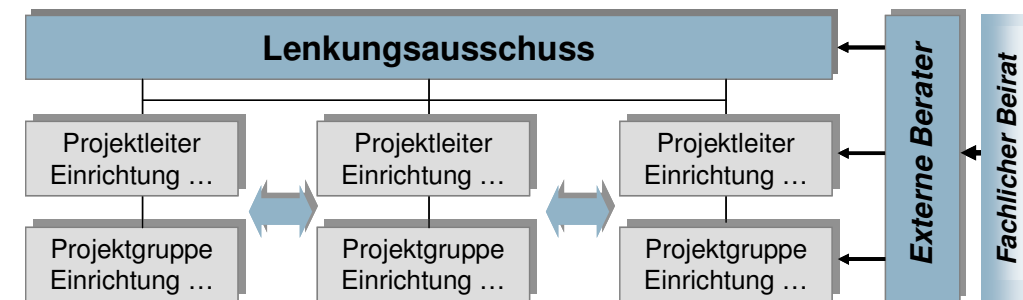 Lenkungsausschuss
Externe Berater
Fachlicher Beirat
Projektleiter
Einrichtung …
Projektleiter
Einrichtung …
Projektleiter
Einrichtung …
Projektgruppe
Einrichtung …
Projektgruppe
Einrichtung …
Projektgruppe
Einrichtung …